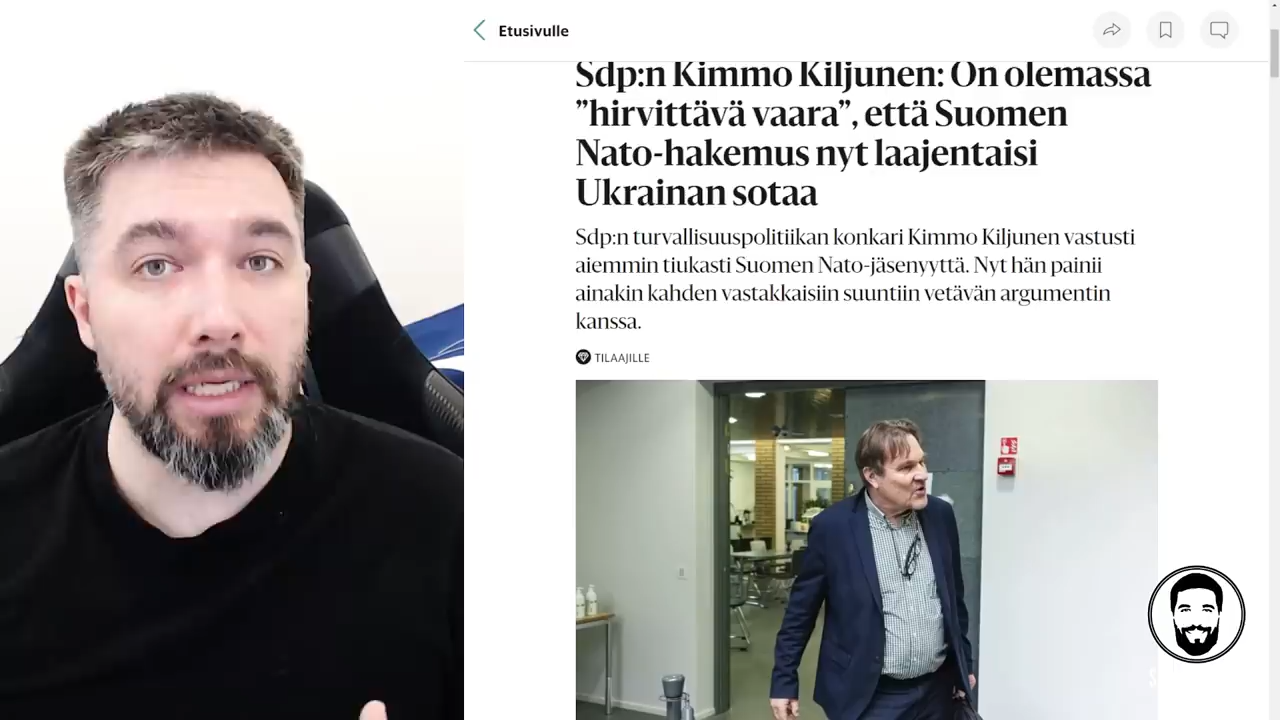 Etusivulle
Sdp:n Kimmo Kiljunen: On olemassa
”hirvittävä vaara”, että Suomen
Nato-hakemus nyt laajentaisi
Ukrainan sotaa
Sdp:n turvallisuuspolitiikan konkari Kimmo Kiljunen vastusti
aiemmin tiukasti Suomen Nato-jäsenyyttä. Nyt hän painii
ainakin kahden vastakkaisiin suuntiin vetävän argumentin
kanssa.
TILAAJILLE